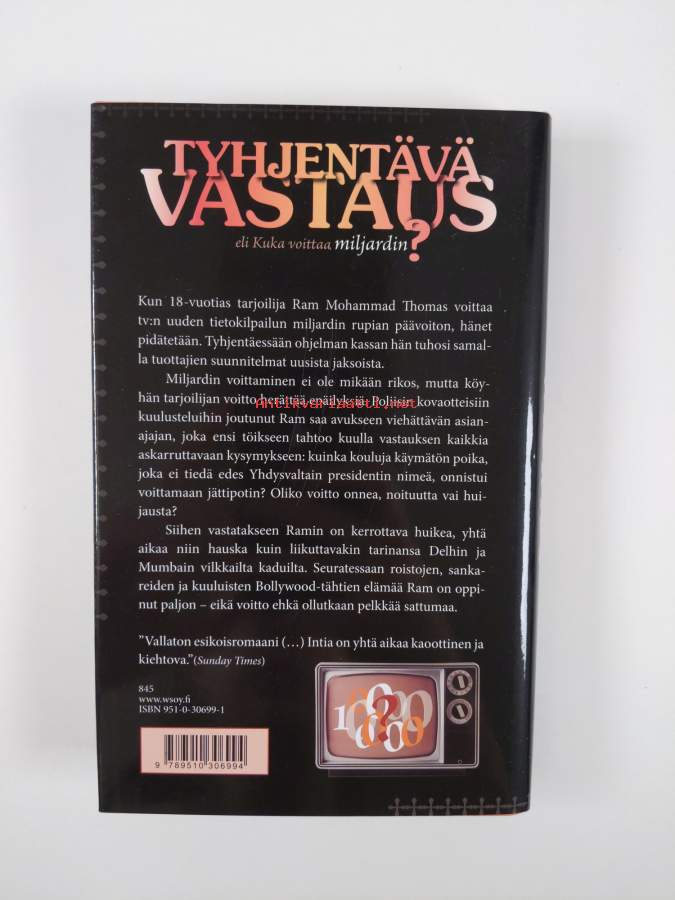 TYHJENTÄVÄ
VASTAUS
eli Kuka voittaa miljardin?
Kun 18-vuotias tarjoilija Ram Mohammad Thomas voittaa
tv:n uuden tietokilpailun miljardin rupian päävoiton, hänet
pidätetään. Tyhjentäessään ohjelman kassan hän tuhosi samal-
la tuottajien suunnitelmat uusista jaksoista.
Miljardin voittaminen ei ole mikään rikos, mutta köy-
hän tarjoilijan voitto herättää epäilyksiä. Poliisin kovaotteisiin
Antikvariaatti.net
kuulusteluihin joutunut Ram saa avukseen viehättävän asian-
ajajan, joka ensi töikseen tahtoo kuulla vastauksen kaikkia
askarruttavaan kysymykseen: kuinka kouluja käymätön poika,
joka ei tiedä edes Yhdysvaltain presidentin nimeä, onnistui
voittamaan jättipotin? Oliko voitto onnea, noituutta vai hui-
jausta?
Siihen vastatakseen Ramin on kerrottava huikea, yhtä
aikaa niin hauska kuin liikuttavakin tarinansa Delhin ja
Mumbain vilkkailta kaduilta. Seuratessaan roistojen, sanka-
reiden ja kuuluisten Bollywood-tähtien elämää Ram on oppi-
nut paljon – eikä voitto ehkä ollutkaan pelkkää sattumaa.
”Vallaton esikoisromaani (…) Intia on yhtä aikaa kaoottinen ja
kiehtova.” (Sunday Times)
845
www.wsoy.fi
ISBN 951-0-30699-1
9 789510 306994